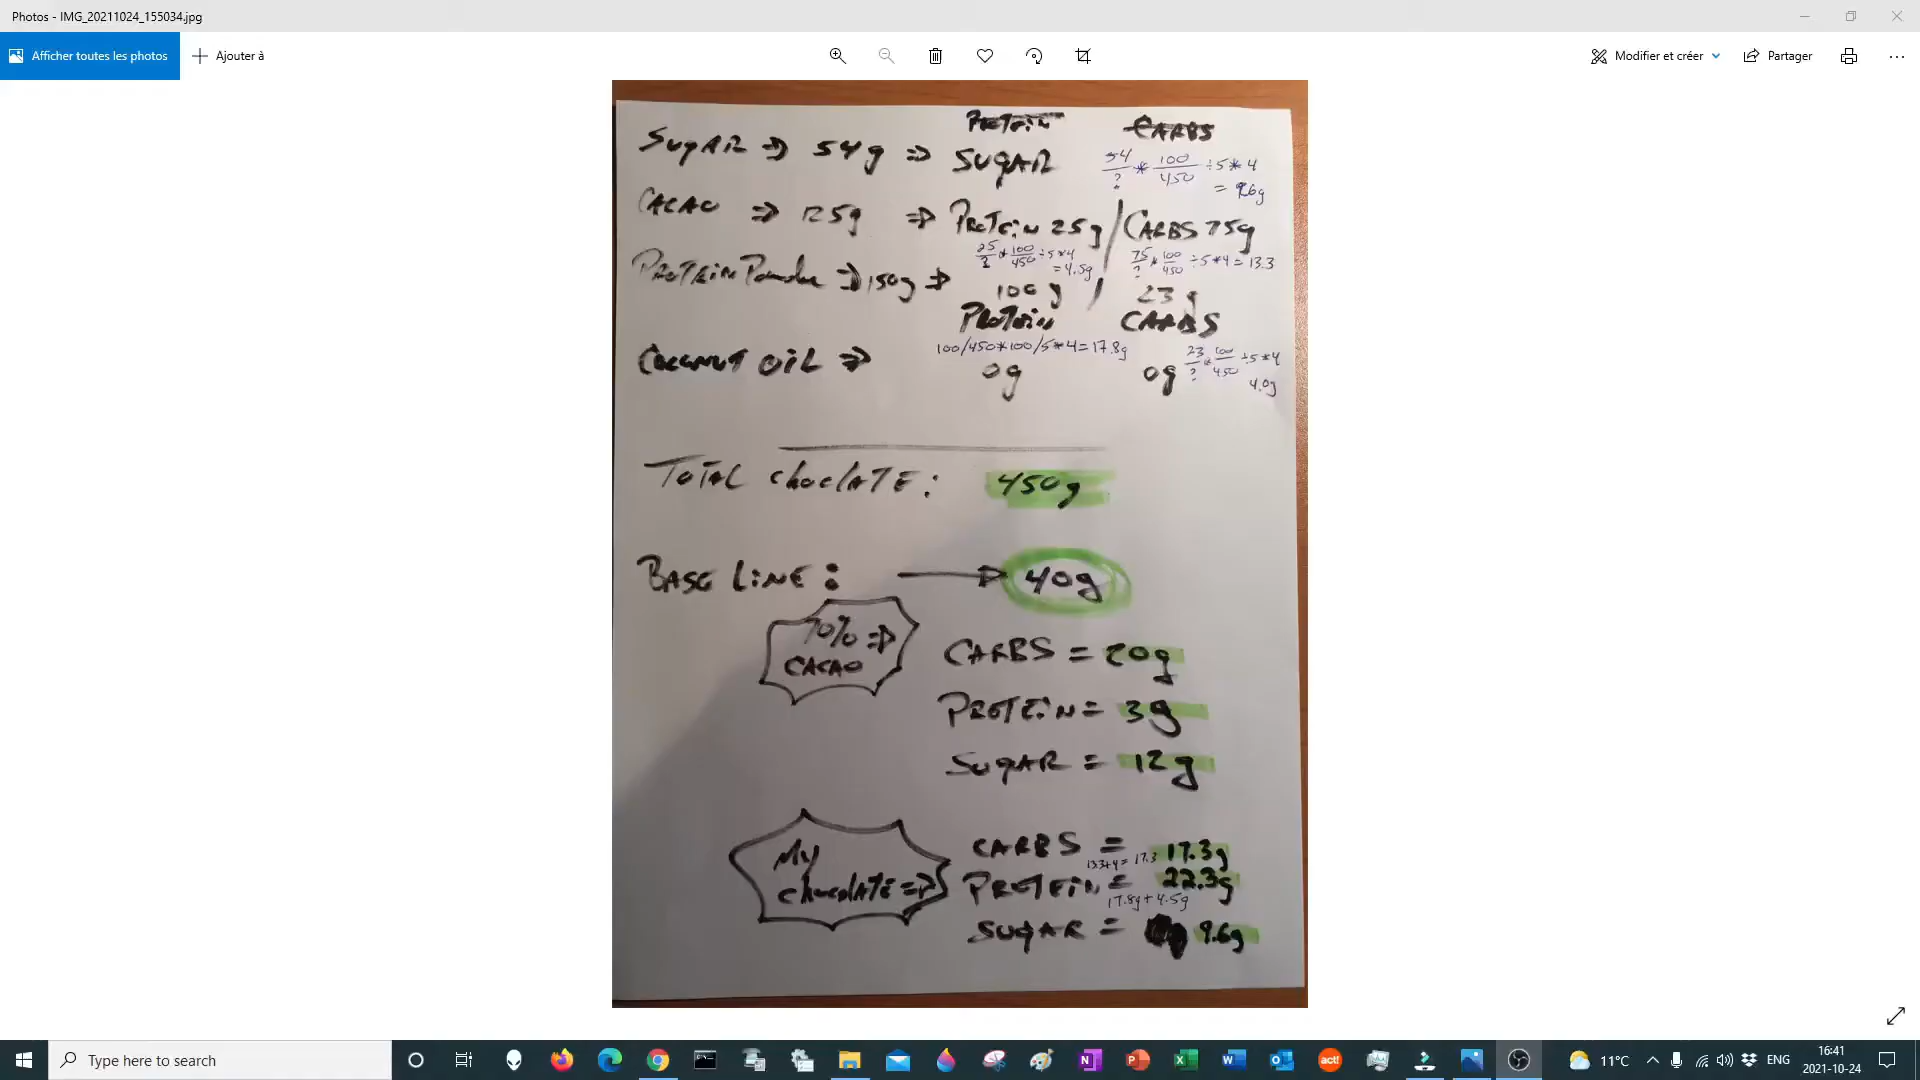 Photos - IMG_20211024_155034.jpg
Afficher toutes les photos
Ajouter à
Modifier et créer
Partager
PROTEIN CARBS
SUGAR => 54g => SUGAR
54/? * 100/450 ÷5*4
= 9.6g
CACAO => 125g => PROTEIN 25g / CARBS 75g
25/? * 100/450 ÷5*4
= 4.5g
75/? * 100/450 ÷5*4 = 13.3
PROTEIN Powder => 150g => 100g / 23g
PROTEIN CARBS
100/450*100/5*4=17.8g
COCONUT OIL => 0g 0g
23/? * 100/450 ÷5*4
4.0g
TOTAL choclATE: 450g
BASE LINE: 40g
70% =>
CACAO
CARBS = 20g
PROTEIN = 3g
SUGAR = 12g
My
chocolATE =>
CARBS = 17.3g
13.3+4 = 17.3
PROTEIN = 22.3g
17.8g + 4.5g
SUGAR = 9.6g
Type here to search
act!
11°C
ENG
16:41
2021-10-24